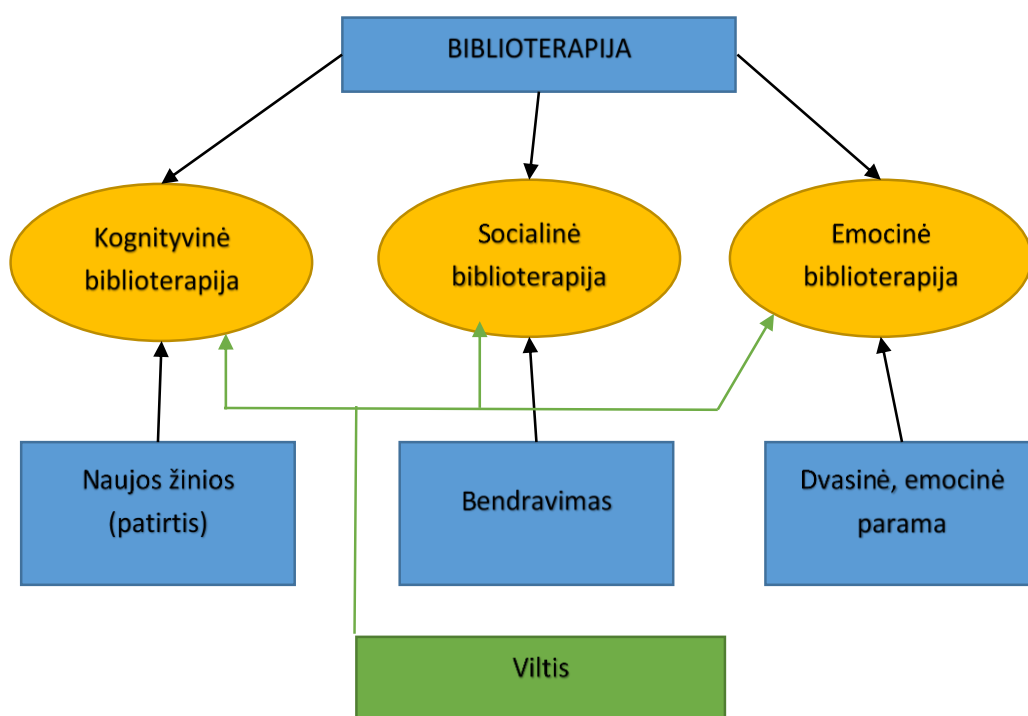 BIBLIOTERAPIJA
Kognityvinė
biblioterapija
Socialinė
biblioterapija
Emocinė
biblioterapija
Naujos žinios
(patirtis)
Bendravimas
Dvasinė, emocinė
parama
Viltis